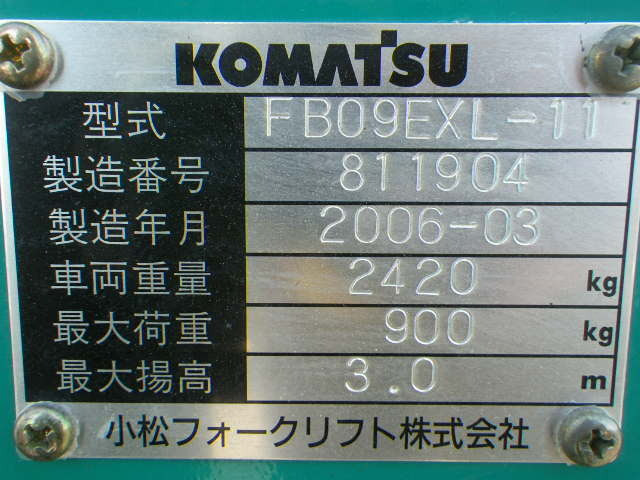 KOMATSU
型式 FB09EXL-11
製造番号 811904
製造年月 2006-03
車両重量 2420 kg
最大荷重 900 kg
最大揚高 3.0 m
小松フォークリフト株式会社